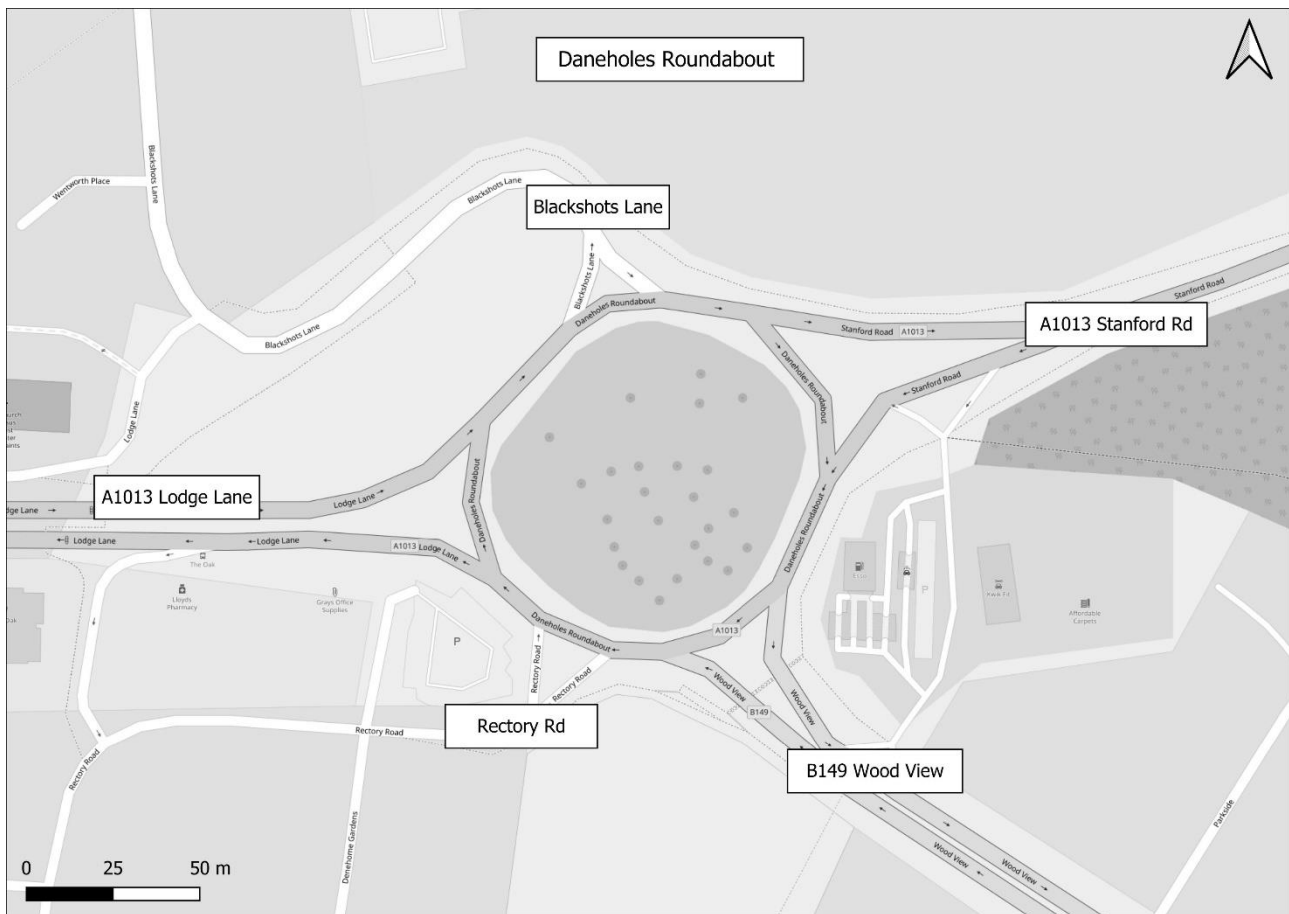 Daneholes Roundabout
Blackshots Lane
Wentworth Place
Blackshots Lane
Blackshots Lane
Blackshots Lane
Blackshots Lane
Daneholes Roundabout
Stanford Road
A1013 Stanford Rd
Stanford Road
A1013
Stanford Road
Daneholes Roundabout
Lodge Lane
Daneholes Roundabout
A1013 Lodge Lane
Lodge Lane
Lodge Lane
Lodge Lane
A1013 Lodge Lane
The Oak
Lloyds
Pharmacy
Grays Office
Supplies
Daneholes Roundabout
Esso
Kwik Fit
P
Affordable
Carpets
Daneholes Roundabout
A1013
P
Rectory Road
Rectory Road
Wood View
Wood View
B149
Rectory Rd
Rectory Road
Rectory Road
B149 Wood View
Denehome Gardens
Parkside
Wood View
Wood View
0 25 50 m